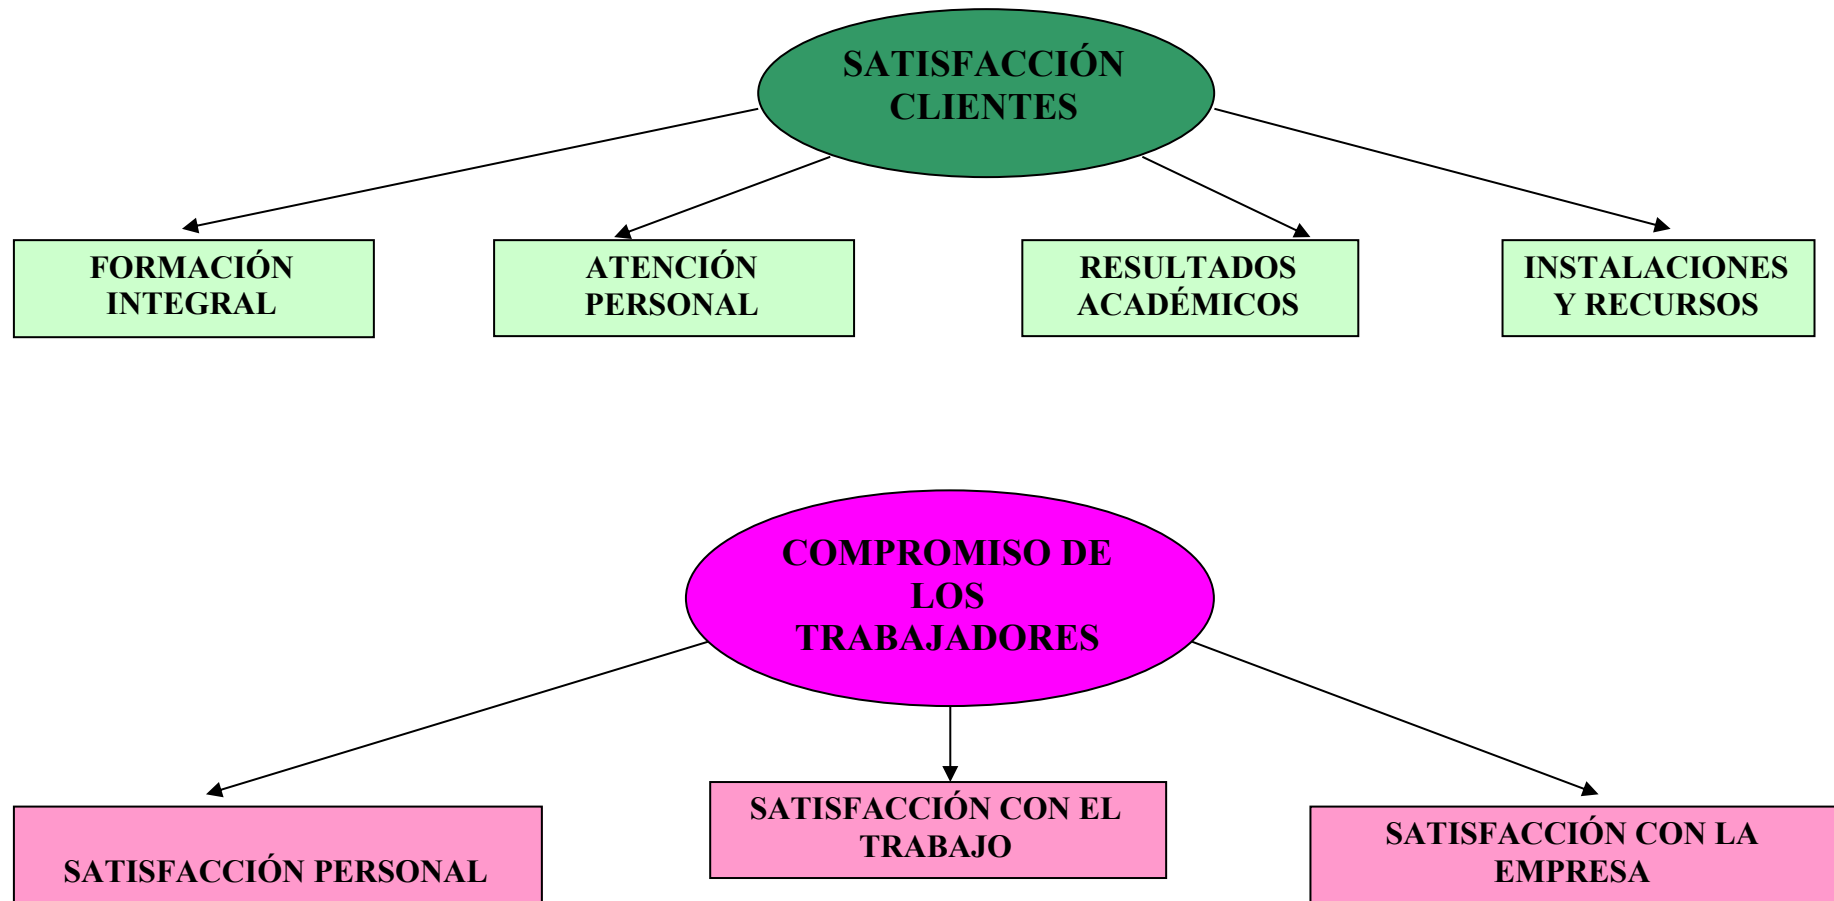 SATISFACCIÓN
CLIENTES
FORMACIÓN
INTEGRAL
ATENCIÓN
PERSONAL
RESULTADOS
ACADÉMICOS
INSTALACIONES
Y RECURSOS
COMPROMISO DE
LOS
TRABAJADORES
SATISFACCIÓN PERSONAL
SATISFACCIÓN CON EL
TRABAJO
SATISFACCIÓN CON LA
EMPRESA